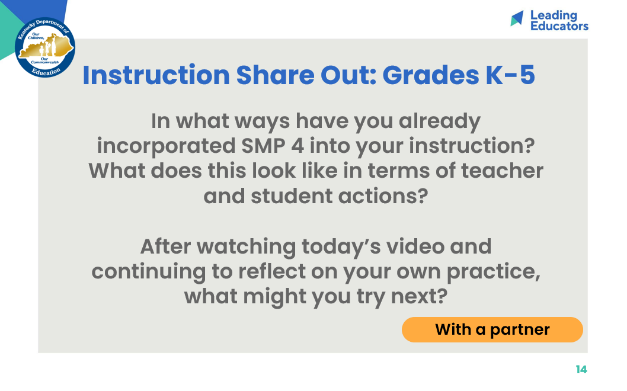 Leading
Educators
Kentucky Department of
Our
Children,
Our
Commonwealth
Education
Instruction Share Out: Grades K-5
In what ways have you already
incorporated SMP 4 into your instruction?
What does this look like in terms of teacher
and student actions?
After watching today’s video and
continuing to reflect on your own practice,
what might you try next?
With a partner
14